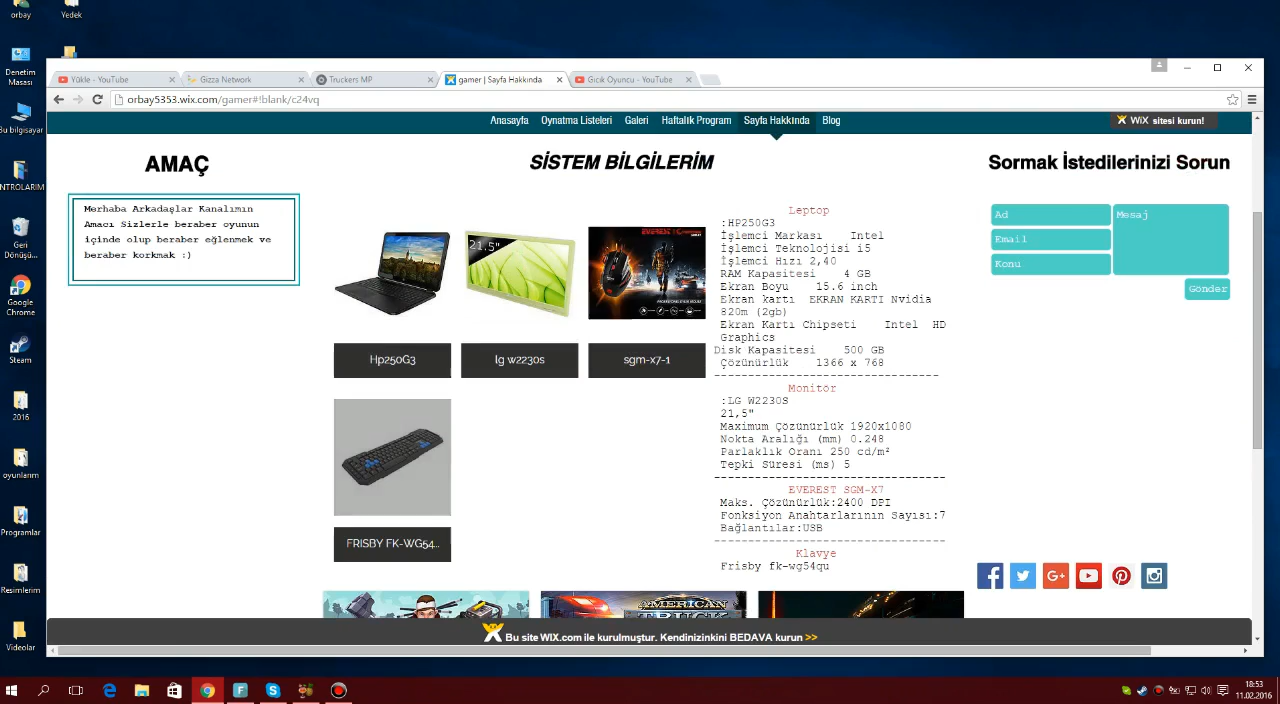 orbay
Yedek
Denetim
Masası
Bu bilgisayar
NTROLARIM
Geri
Dönüşü...
Google
Chrome
Steam
2016
oyunlarım
Programlar
Resimlerim
Videolar
Yükle - YouTube
Gizza Network
Truckers MP
gamer | Sayfa Hakkında
Gıcık Oyuncu - YouTube
orbay5353.wix.com/gamer#!blank/c24vq
Anasayfa Oynatma Listeleri Galeri Haftalık Program Sayfa Hakkında Blog
WiX sitesi kurun!
AMAÇ
Merhaba Arkadaşlar Kanalımın
Amacı Sizlerle beraber oyunun
içinde olup beraber eğlenmek ve
beraber korkmak :)
SİSTEM BİLGİLERİM
21.5"
EVEREST
Hp250G3
lg w2230s
sgm-x7-1
FRISBY FK-WG54...
Leptop
:HP250G3
İşlemci Markası Intel
İşlemci Teknolojisi i5
İşlemci Hızı 2,40
RAM Kapasitesi 4 GB
Ekran Boyu 15.6 inch
Ekran kartı EKRAN KARTI Nvidia
820m (2gb)
Ekran Kartı Chipseti Intel HD
Graphics
Disk Kapasitesi 500 GB
Çözünürlük 1366 x 768
--------------------------------
Monitör
:LG W2230S
21,5"
Maximum Çözünürlük 1920x1080
Nokta Aralığı (mm) 0.248
Parlaklık Oranı 250 cd/m²
Tepki Süresi (ms) 5
---------------------------------
EVEREST SGM-X7
Maks. Çözünürlük:2400 DPI
Fonksiyon Anahtarlarının Sayısı:7
Bağlantılar:USB
---------------------------------
Klavye
Frisby fk-wg54qu
Sormak İstedilerinizi Sorun
Ad
Mesaj
Email
Konu
Gönder
AMERICAN
TRUCK
Bu site WIX.com ile kurulmuştur. Kendinizinkini BEDAVA kurun >>
18:53
11.02.2016